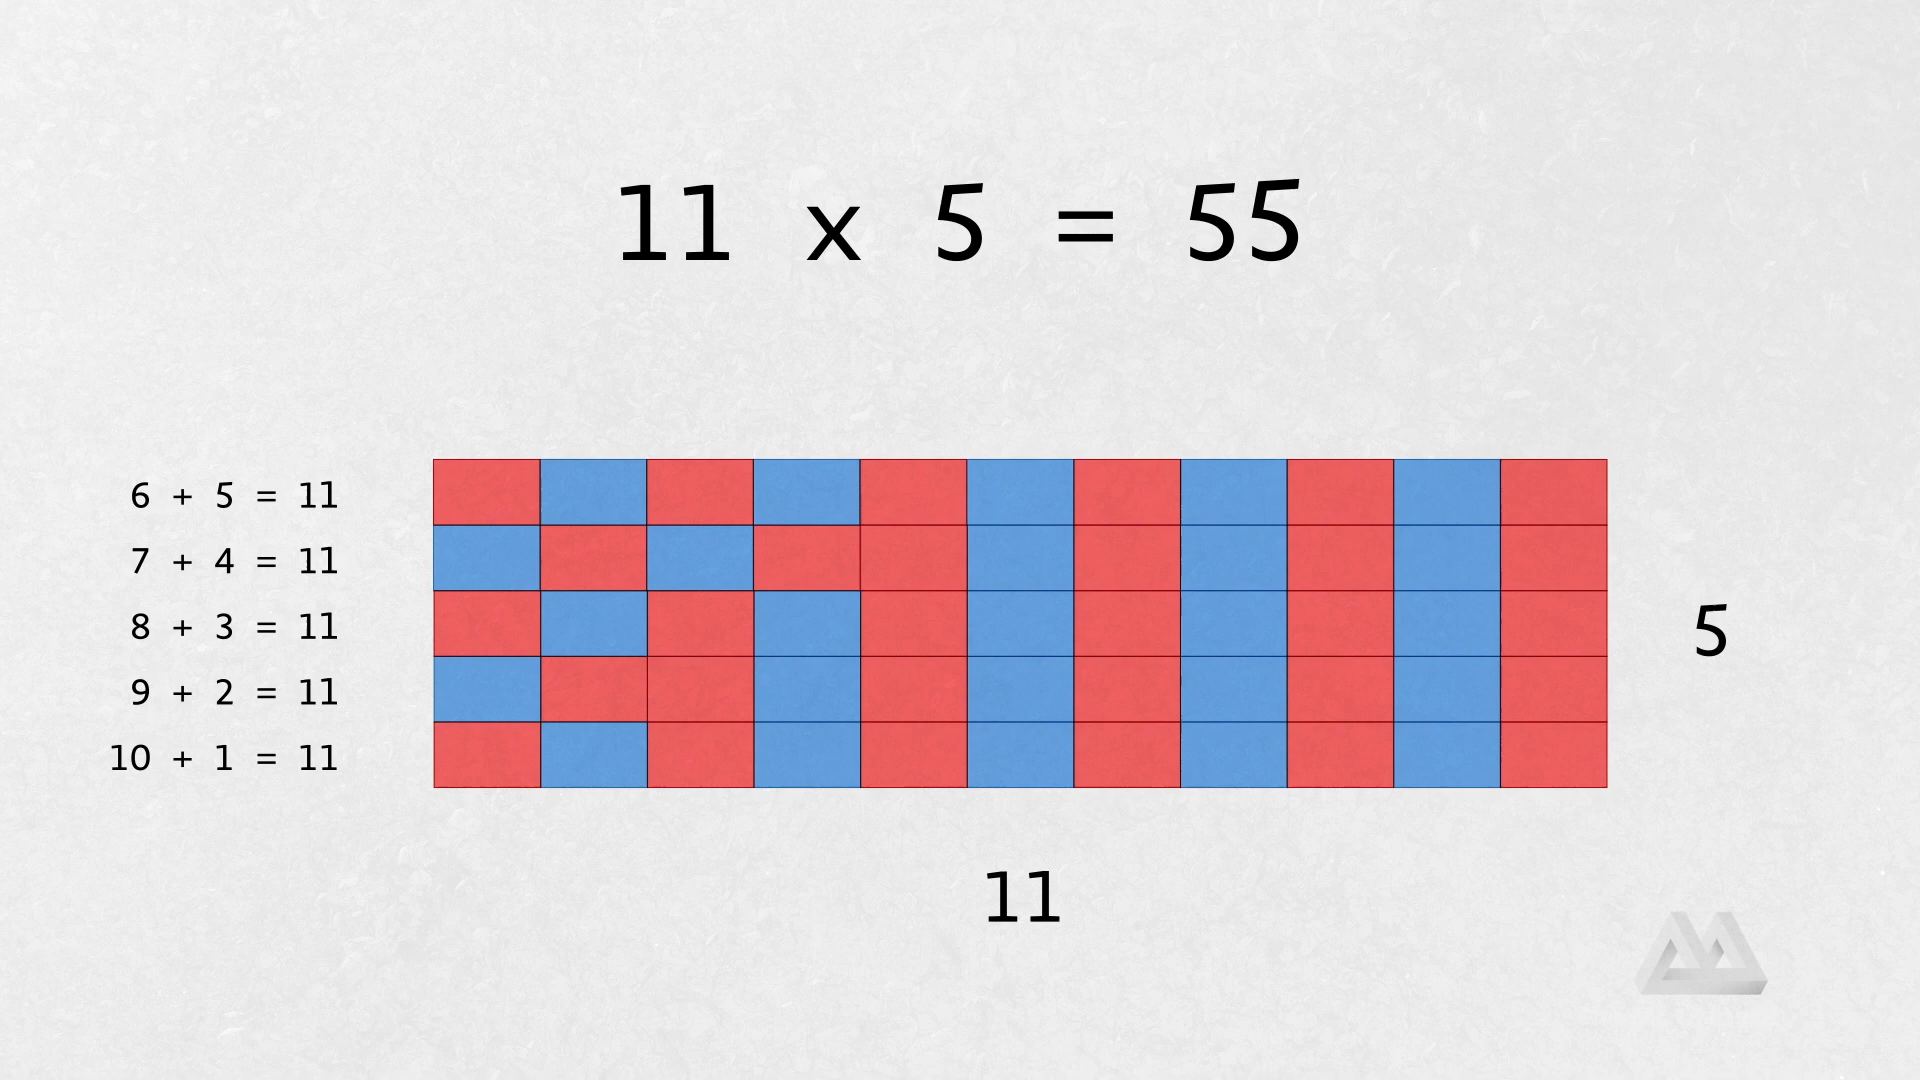 11 x 5 = 55
6 + 5 = 11
7 + 4 = 11
8 + 3 = 11
9 + 2 = 11
10 + 1 = 11
5
11